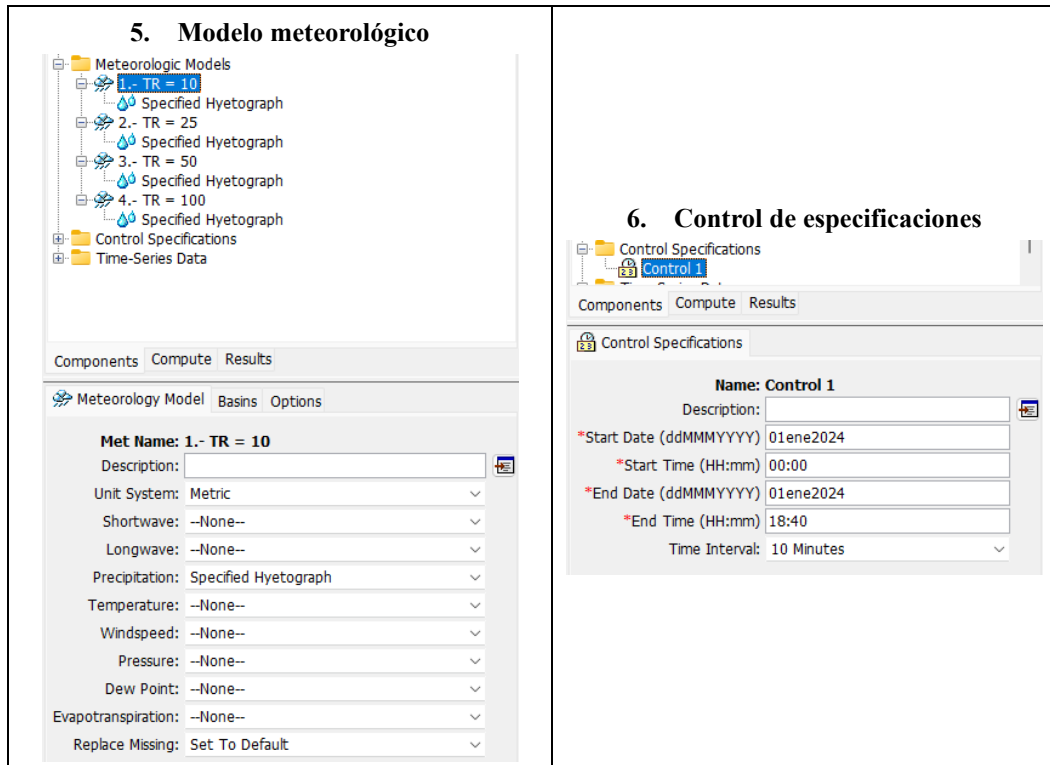 5. Modelo meteorológico
Meteorologic Models
1.- TR = 10
Specified Hyetograph
2.- TR = 25
Specified Hyetograph
3.- TR = 50
Specified Hyetograph
4.- TR = 100
Specified Hyetograph
Control Specifications
Time-Series Data
Components Compute Results
Meteorology Model Basins Options
Met Name: 1.- TR = 10
Description:
Unit System: Metric
Shortwave: --None--
Longwave: --None--
Precipitation: Specified Hyetograph
Temperature: --None--
Windspeed: --None--
Pressure: --None--
Dew Point: --None--
Evapotranspiration: --None--
Replace Missing: Set To Default
6. Control de especificaciones
Control Specifications
Control 1
Components Compute Results
Control Specifications
Name: Control 1
Description:
*Start Date (ddMMMYYYY) 01ene2024
*Start Time (HH:mm) 00:00
*End Date (ddMMMYYYY) 01ene2024
*End Time (HH:mm) 18:40
Time Interval: 10 Minutes